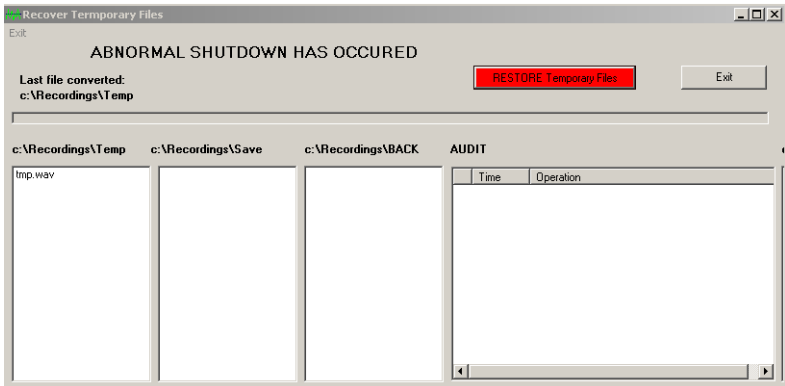 Recover Termporary Files
Exit
ABNORMAL SHUTDOWN HAS OCCURED
Last file converted:
c:\Recordings\Temp
RESTORE Temporary Files
Exit
c:\Recordings\Temp c:\Recordings\Save c:\Recordings\BACK AUDIT
tmp.wav
Time Operation